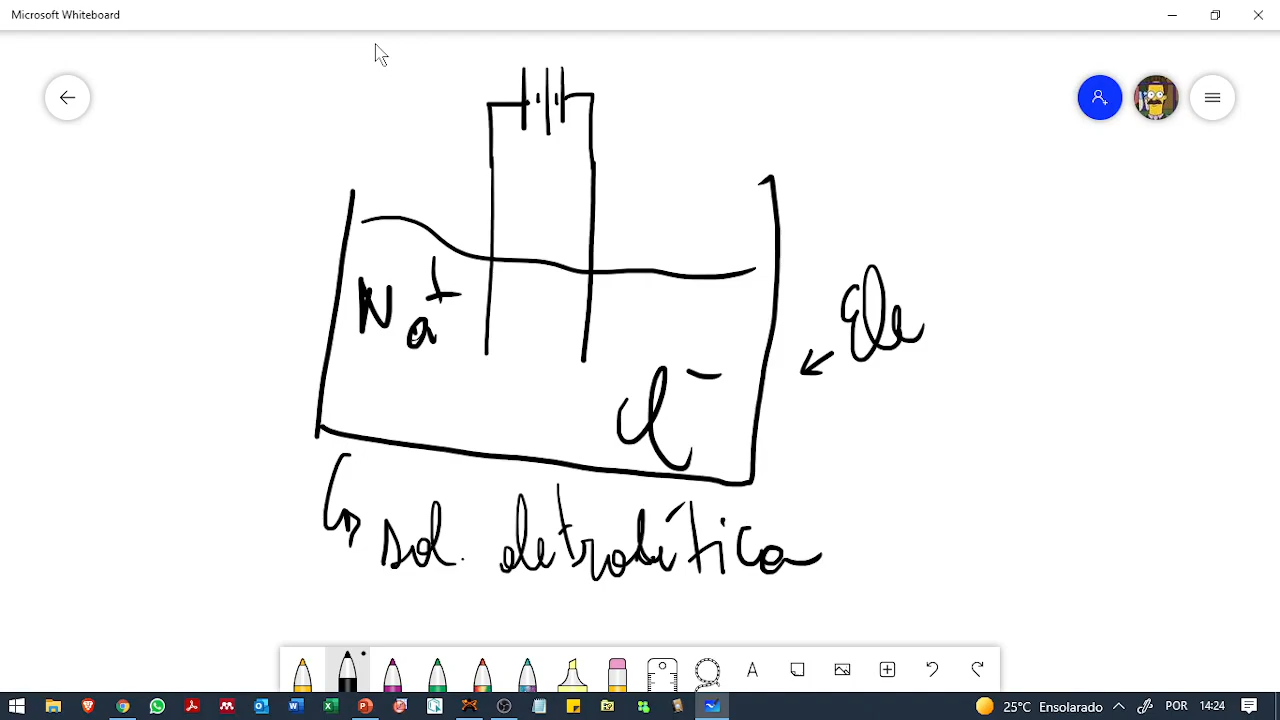 Microsoft Whiteboard
Na+
Cl-
Ele
sol. eletrolítica
A
25°C Ensolarado
POR
14:24